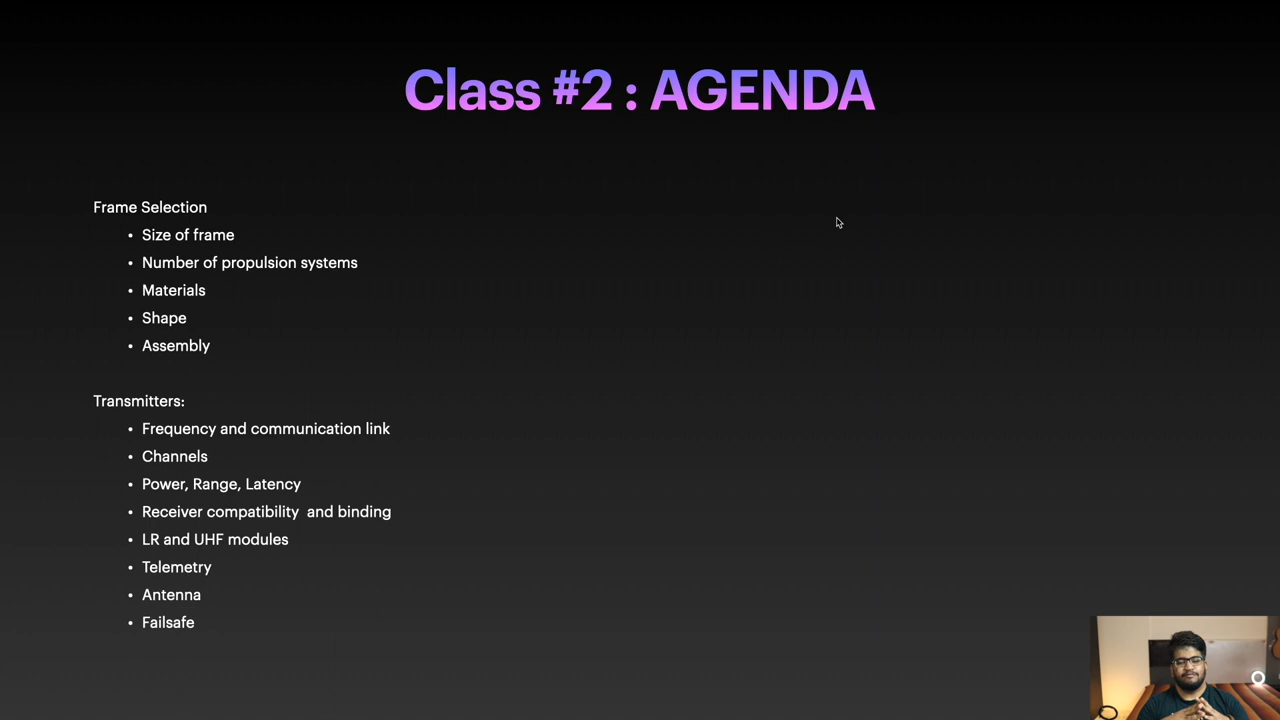 Class #2 : AGENDA
Frame Selection
• Size of frame
• Number of propulsion systems
• Materials
• Shape
• Assembly
Transmitters:
• Frequency and communication link
• Channels
• Power, Range, Latency
• Receiver compatibility  and binding
• LR and UHF modules
• Telemetry
• Antenna
• Failsafe